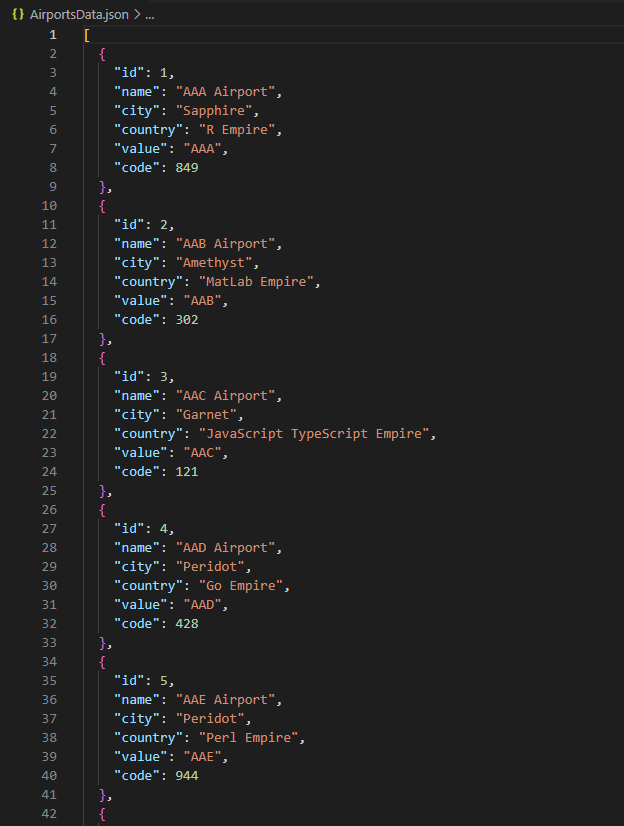 {} AirportsData.json > ...
1 [
2 {
3 "id": 1,
4 "name": "AAA Airport",
5 "city": "Sapphire",
6 "country": "R Empire",
7 "value": "AAA",
8 "code": 849
9 },
10 {
11 "id": 2,
12 "name": "AAB Airport",
13 "city": "Amethyst",
14 "country": "MatLab Empire",
15 "value": "AAB",
16 "code": 302
17 },
18 {
19 "id": 3,
20 "name": "AAC Airport",
21 "city": "Garnet",
22 "country": "JavaScript TypeScript Empire",
23 "value": "AAC",
24 "code": 121
25 },
26 {
27 "id": 4,
28 "name": "AAD Airport",
29 "city": "Peridot",
30 "country": "Go Empire",
31 "value": "AAD",
32 "code": 428
33 },
34 {
35 "id": 5,
36 "name": "AAE Airport",
37 "city": "Peridot",
38 "country": "Perl Empire",
39 "value": "AAE",
40 "code": 944
41 },
42 {